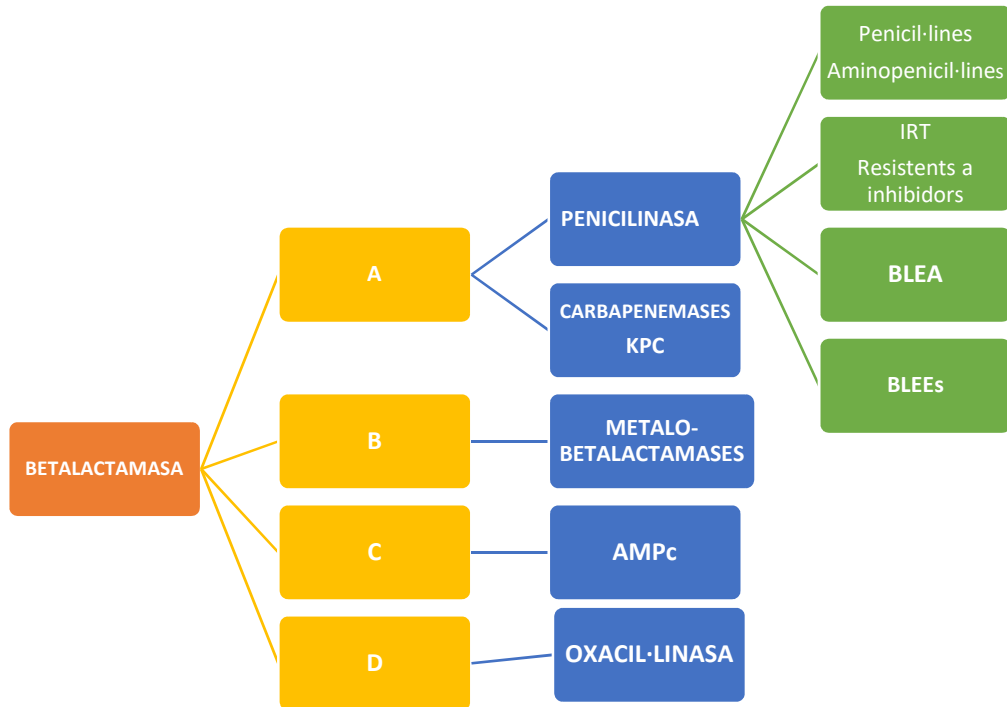 BETALACTAMASA
A
B
C
D
PENICILINASA
CARBAPENEMASES
KPC
METALO-
BETALACTAMASES
AMPc
OXACIL·LINASA
Penicil·lines
Aminopenicil·lines
IRT
Resistents a
inhibidors
BLEA
BLEEs